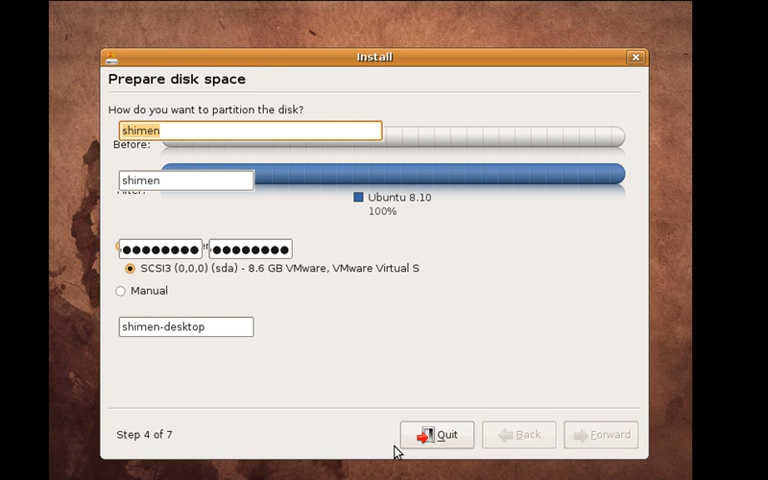 Install
Prepare disk space
How do you want to partition the disk?
shimen
Before:
shimen
Ubuntu 8.10
100%
SCSI3 (0,0,0) (sda) - 8.6 GB VMware, VMware Virtual S
Manual
shimen-desktop
Step 4 of 7
Quit
Back
Forward